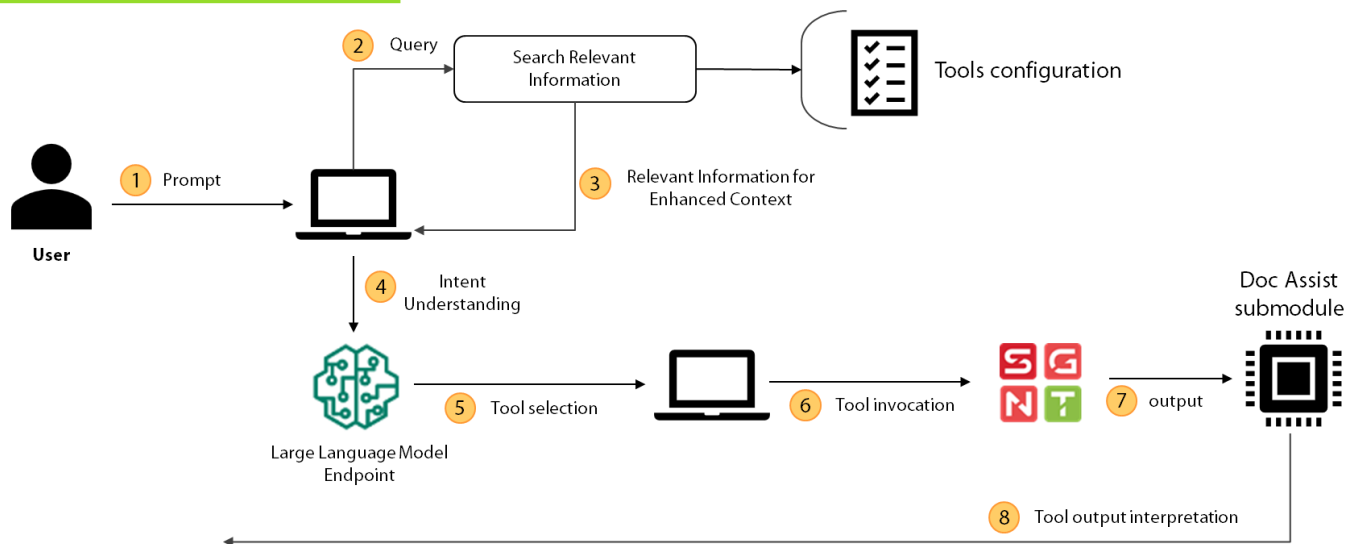 2 Query
Search Relevant
Information
Tools configuration
1 Prompt
3 Relevant Information for
Enhanced Context
User
4 Intent
Understanding
Doc Assist
submodule
S G
N T
5 Tool selection
6 Tool invocation
7 output
Large Language Model
Endpoint
8 Tool output interpretation